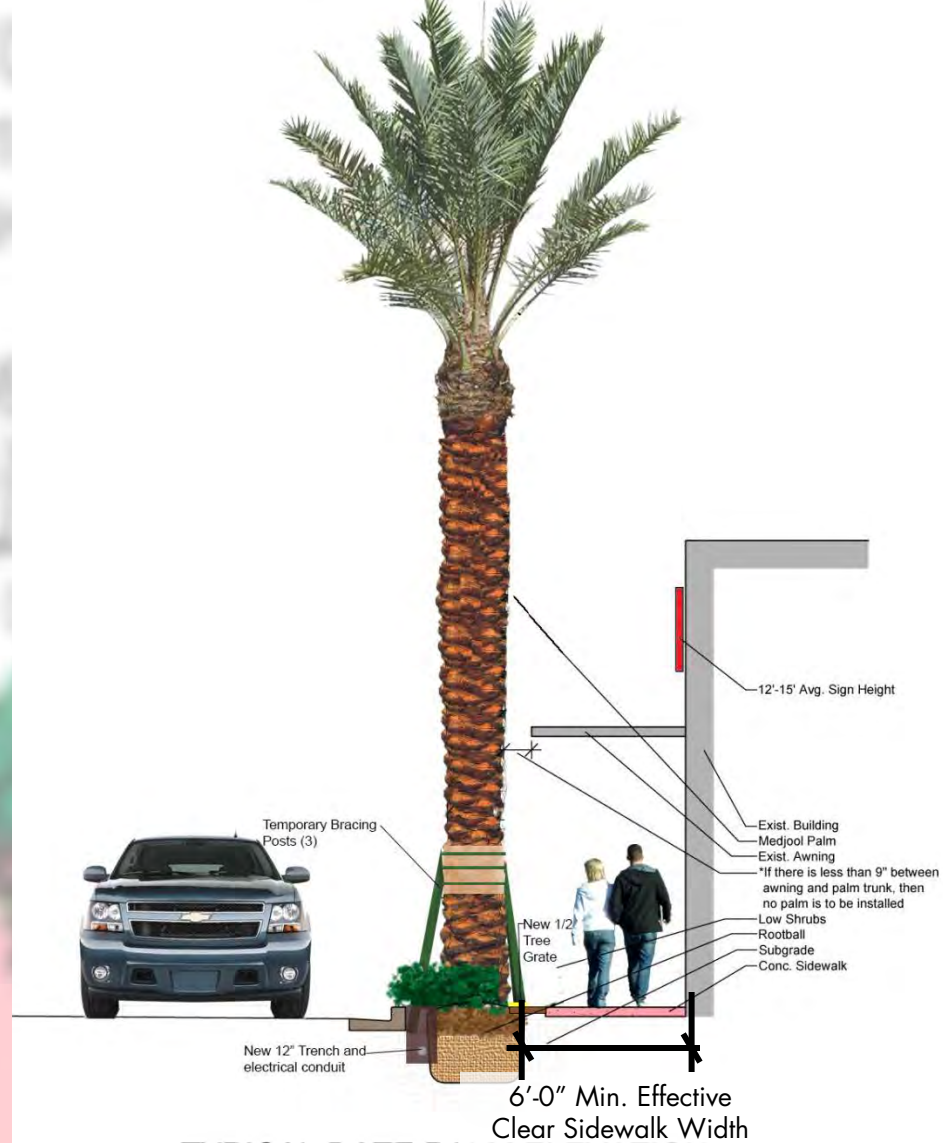 12'-15' Avg. Sign Height
Temporary Bracing
Posts (3)
Exist. Building
Medjool Palm
Exist. Awning
*If there is less than 9" between
awning and palm trunk, then
no palm is to be installed
Low Shrubs
Rootball
Subgrade
Conc. Sidewalk
New 1/2
Tree
Grate
New 12" Trench and
electrical conduit
6'-0" Min. Effective
Clear Sidewalk Width